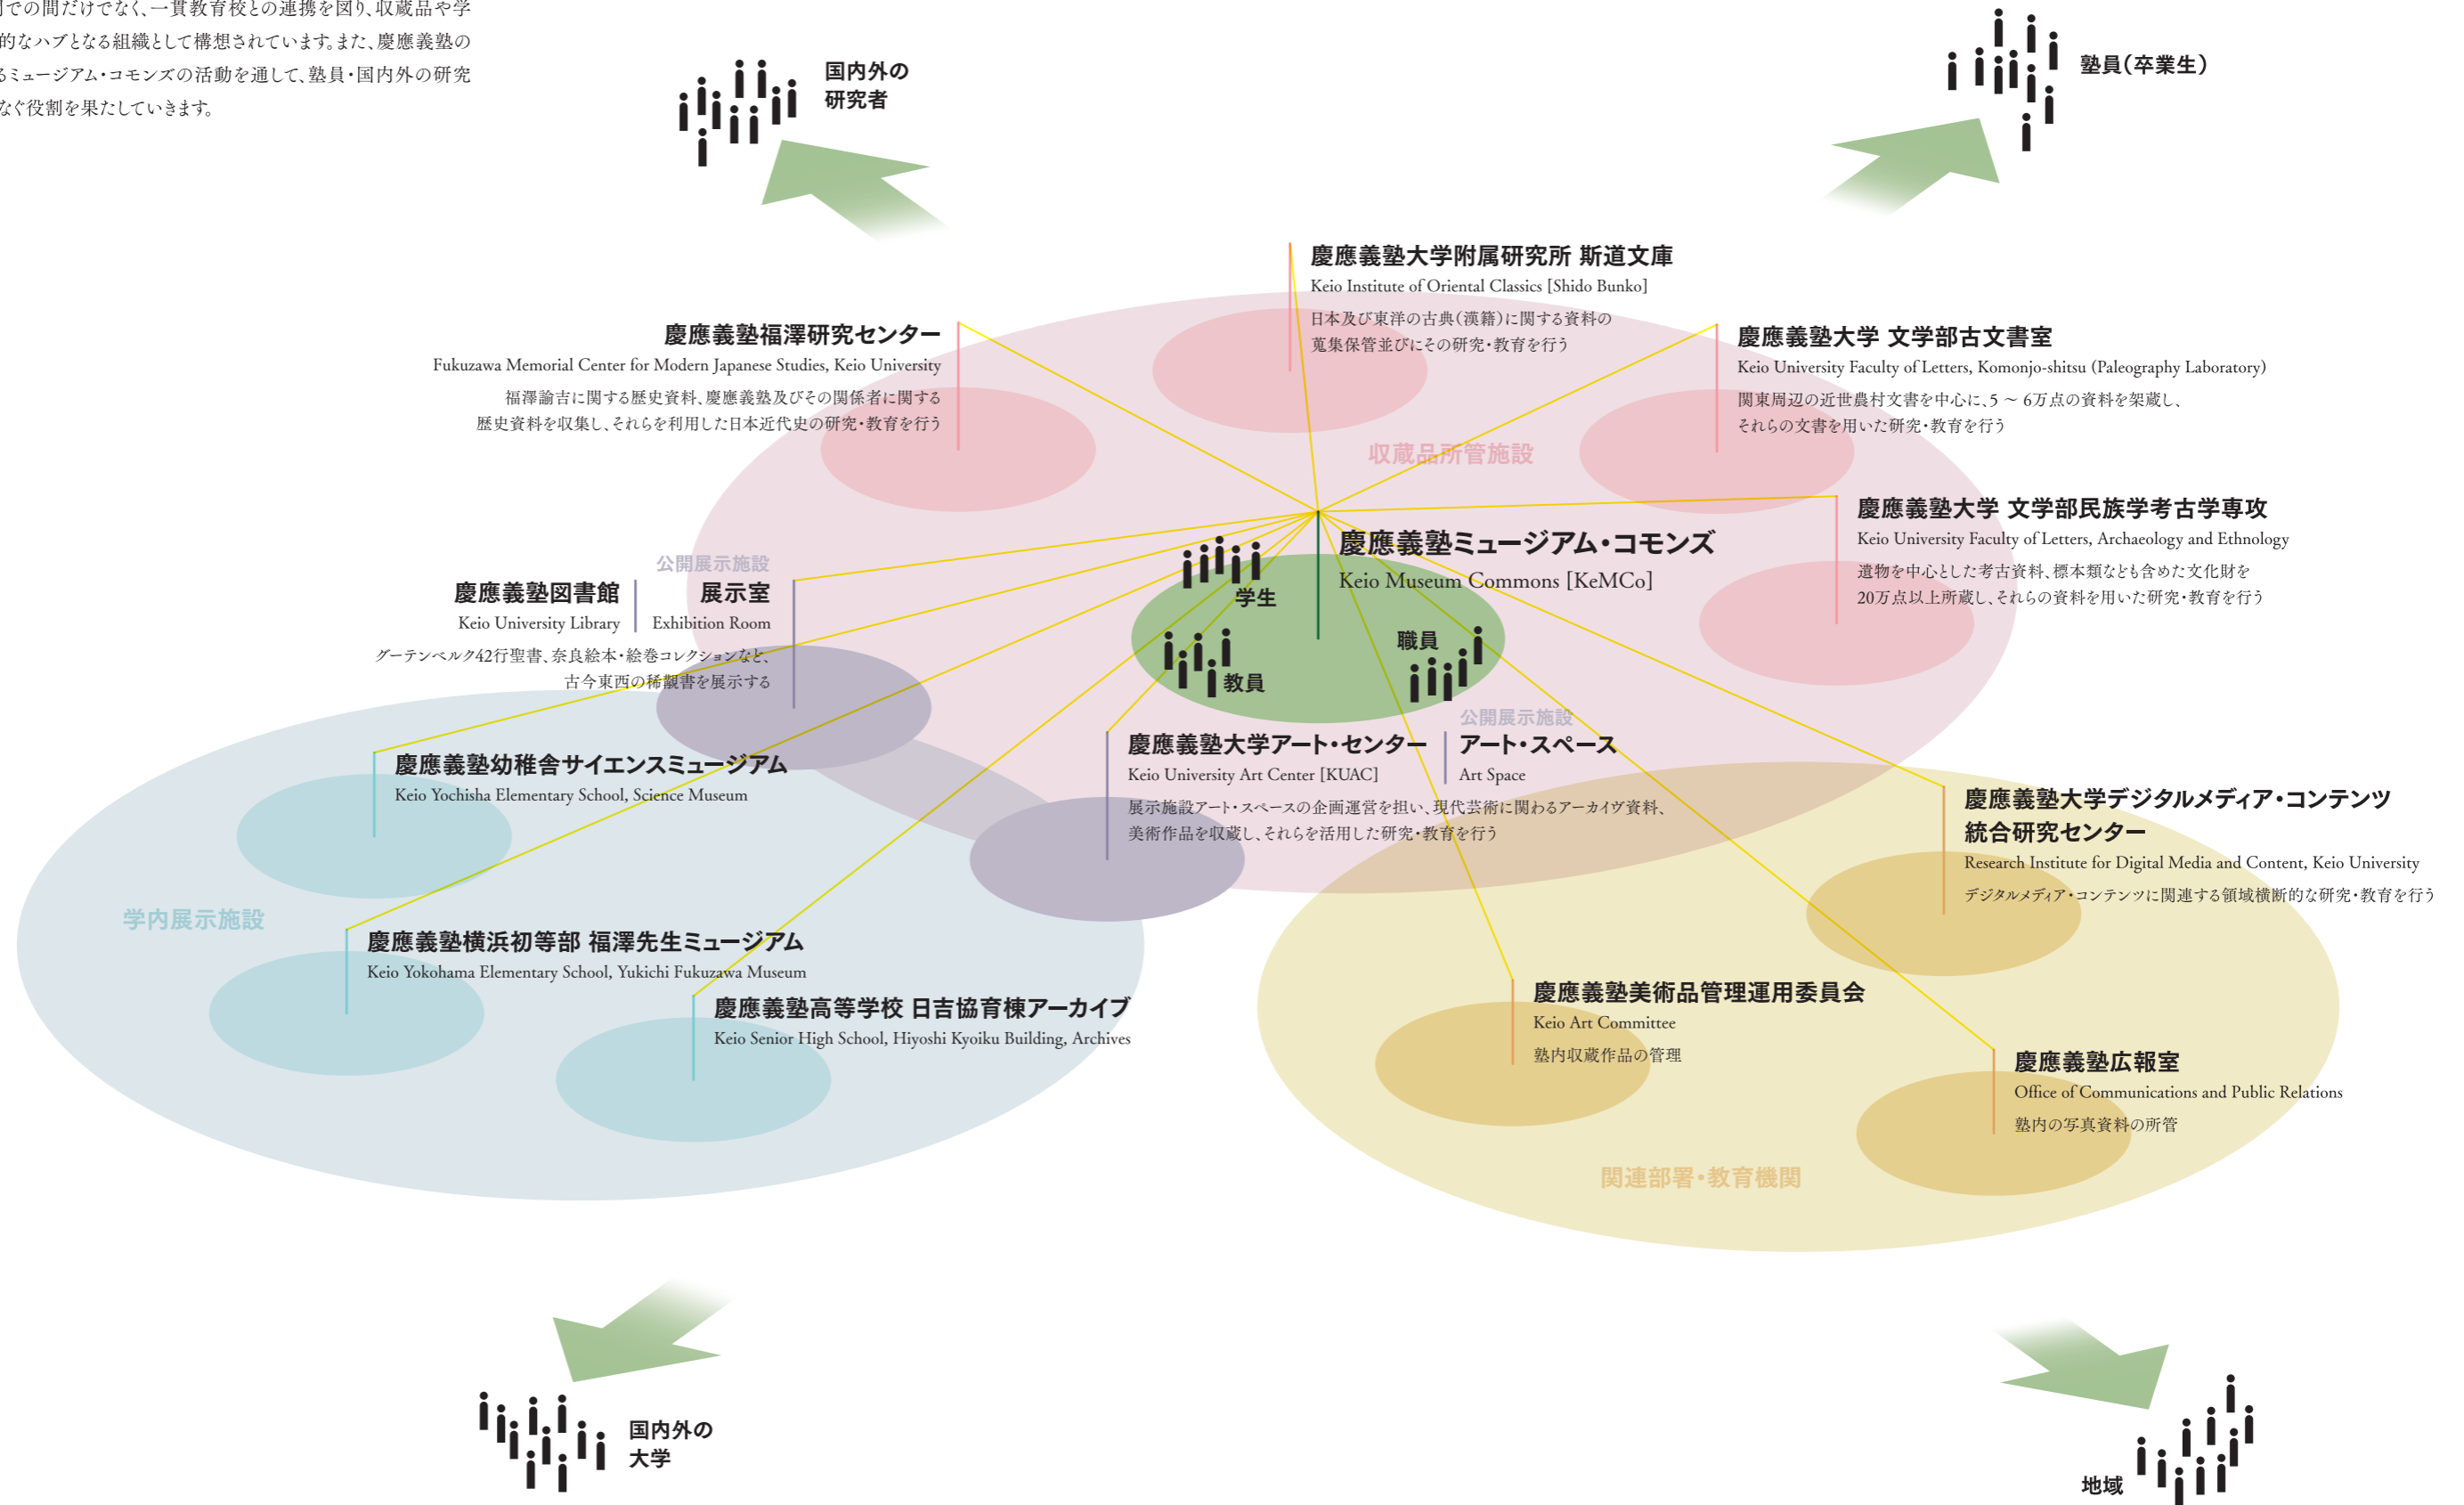 での間だけでなく、一貫教育校との連携を図り、収蔵品や学
的なハブとなる組織として構想されています。また、慶應義塾の
るミュージアム・コモンズの活動を通して、塾員・国内外の研究
なぐ役割を果たしていきます。
国内外の
研究者
塾員（卒業生）
慶應義塾大学附属研究所 斯道文庫
Keio Institute of Oriental Classics [Shido Bunko]
日本及び東洋の古典（漢籍）に関する資料の
蒐集保管並びにその研究・教育を行う
慶應義塾福澤研究センター
Fukuzawa Memorial Center for Modern Japanese Studies, Keio University
福澤諭吉に関する歴史資料、慶應義塾及びその関係者に関する
歴史資料を収集し、それらを利用した日本近代史の研究・教育を行う
慶應義塾大学 文学部古文書室
Keio University Faculty of Letters, Komonjo-shitsu (Paleography Laboratory)
関東周辺の近世農村文書を中心に、5 ～ 6万点の資料を架蔵し、
それらの文書を用いた研究・教育を行う
収蔵品所管施設
慶應義塾大学 文学部民族学考古学専攻
Keio University Faculty of Letters, Archaeology and Ethnology
遺物を中心とした考古資料、標本類なども含めた文化財を
20万点以上所蔵し、それらの資料を用いた研究・教育を行う
慶應義塾ミュージアム・コモンズ
Keio Museum Commons [KeMCo]
学生
職員
教員
公開展示施設
慶應義塾図書館 展示室
Keio University Library Exhibition Room
グーテンベルク42行聖書、奈良絵本・絵巻コレクションなど、
古今東西の稀覯書を展示する
公開展示施設
慶應義塾大学アート・センター アート・スペース
Keio University Art Center [KUAC] Art Space
展示施設アート・スペースの企画運営を担い、現代芸術に関わるアーカイヴ資料、
美術作品を収蔵し、それらを活用した研究・教育を行う
慶應義塾幼稚舎サイエンスミュージアム
Keio Yochisha Elementary School, Science Museum
学内展示施設
慶應義塾横浜初等部 福澤先生ミュージアム
Keio Yokohama Elementary School, Yukichi Fukuzawa Museum
慶應義塾高等学校 日吉協育棟アーカイブ
Keio Senior High School, Hiyoshi Kyoiku Building, Archives
慶應義塾大学デジタルメディア・コンテンツ
統合研究センター
Research Institute for Digital Media and Content, Keio University
デジタルメディア・コンテンツに関連する領域横断的な研究・教育を行う
慶應義塾美術品管理運用委員会
Keio Art Committee
塾内収蔵作品の管理
慶應義塾広報室
Office of Communications and Public Relations
塾内の写真資料の所管
関連部署・教育機関
国内外の
大学
地域